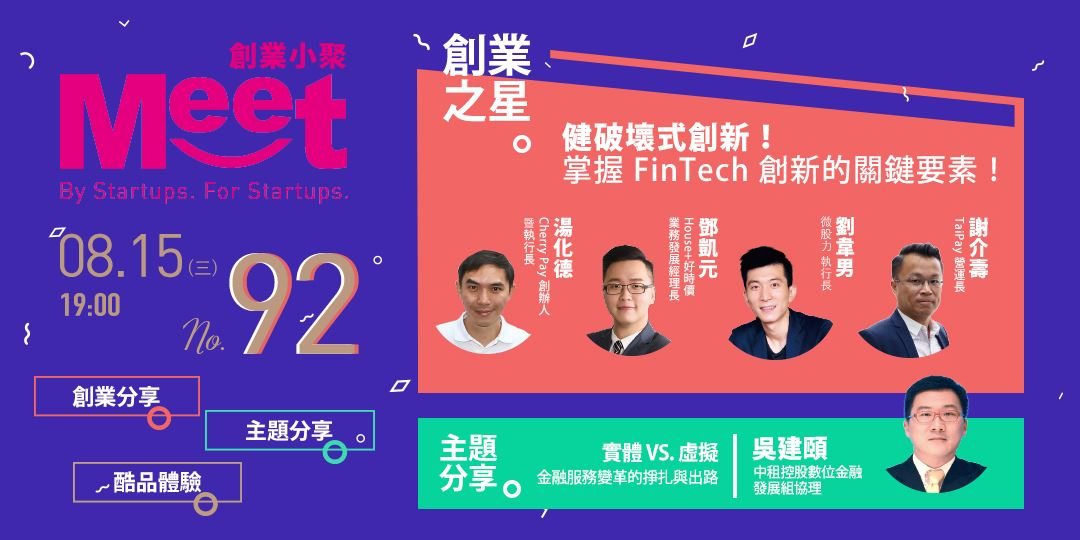 創業小聚
Meet
By Startups. For Startups.
08.15 (三)
19:00
No. 92
創業分享
主題分享
酷品體驗
創業
之星
健破壞式創新！
掌握 FinTech 創新的關鍵要素！
湯化德
Cherry Pay 創辦人
暨執行長
鄧凱元
House+好時價
業務發展經理長
劉韋男
微股力 執行長
謝介壽
TaiPay 營運長
主題
分享
實體 VS. 虛擬
金融服務變革的掙扎與出路
吳建頤
中租控股數位金融
發展組協理